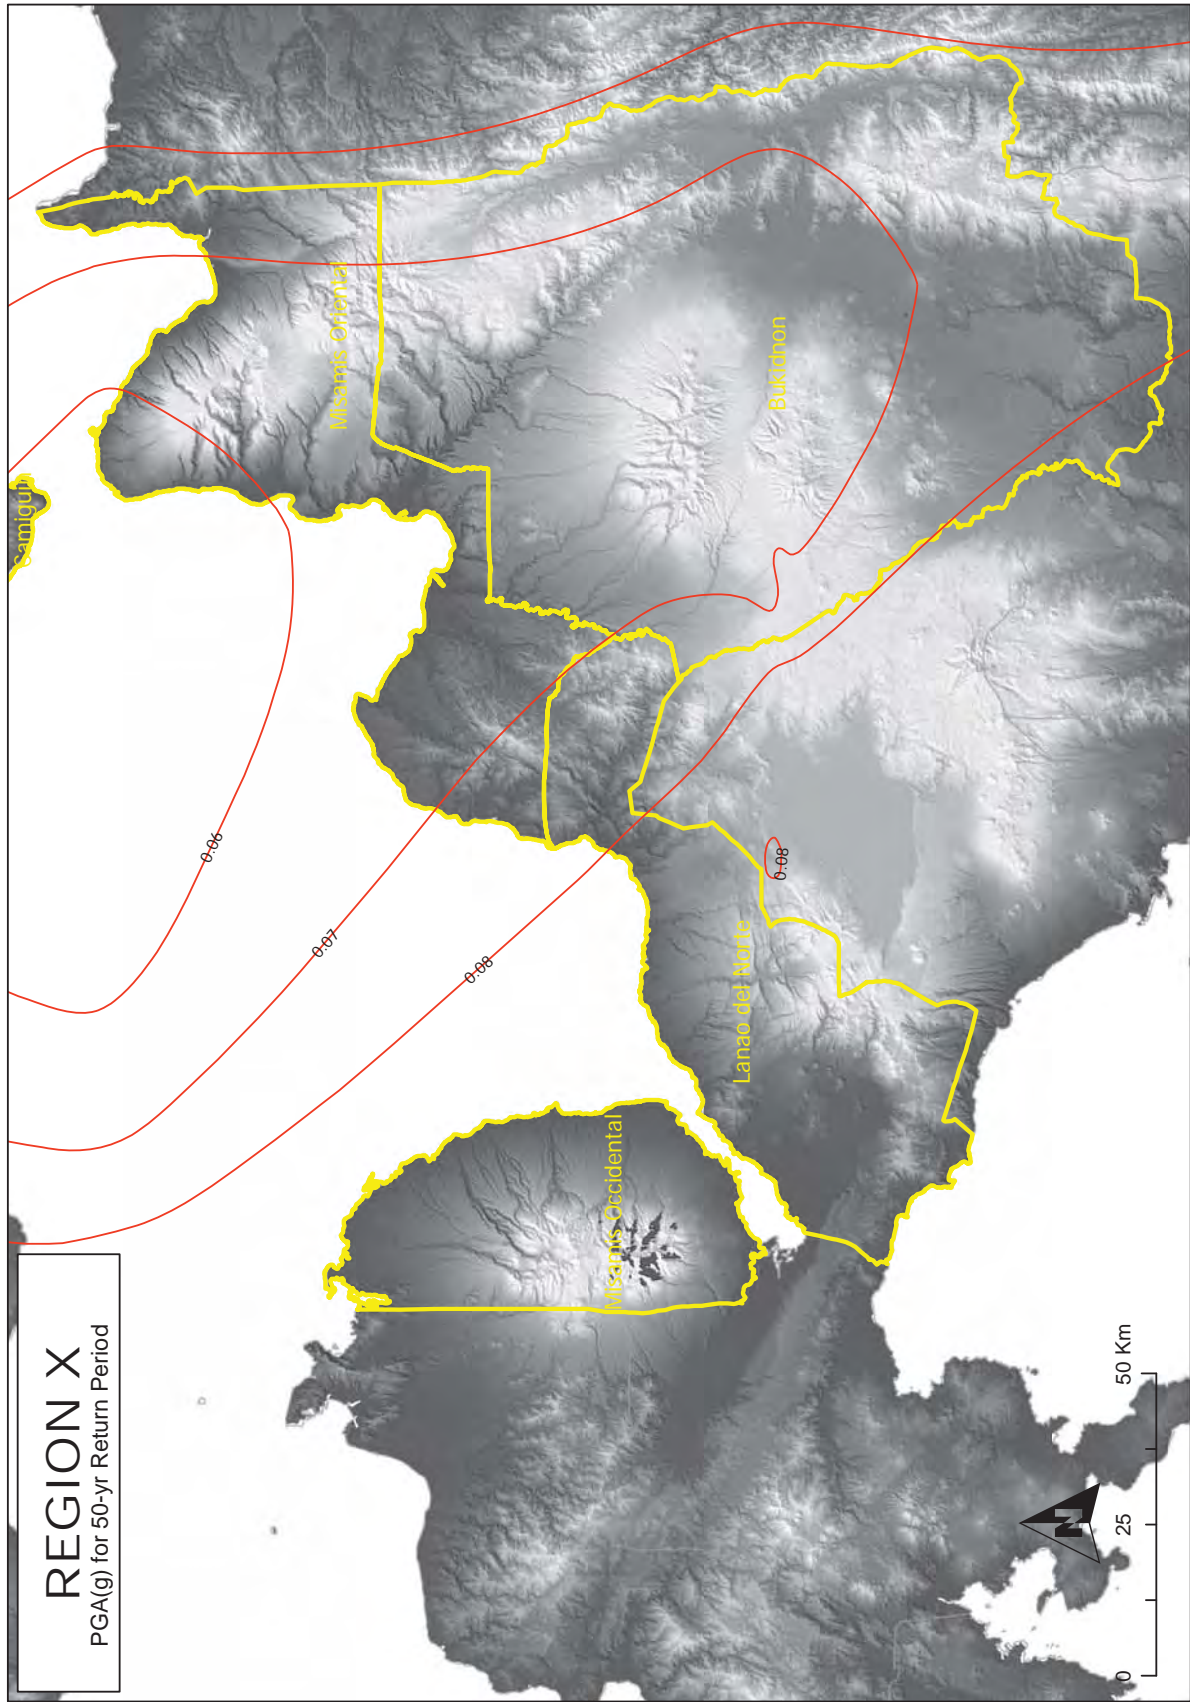 REGION X
PGA(g) for 50-yr Return Period
Camiguin
Misamis Oriental
Bukidnon
Lanao del Norte
Misamis Occidental
0.06
0.07
0.08
0.08
N
0
25
50 Km